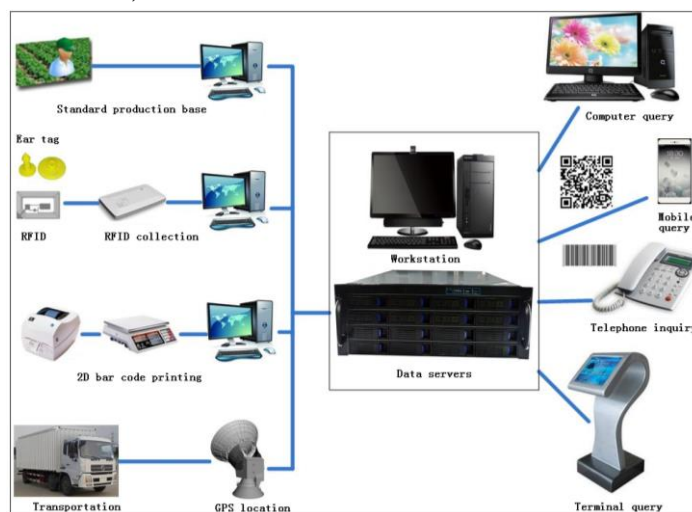 Standard production base
Ear tag
RFID
RFID collection
2D bar code printing
Transportation
GPS location
Workstation
Data servers
Computer query
Mobile
query
Telephone inquiry
Terminal query